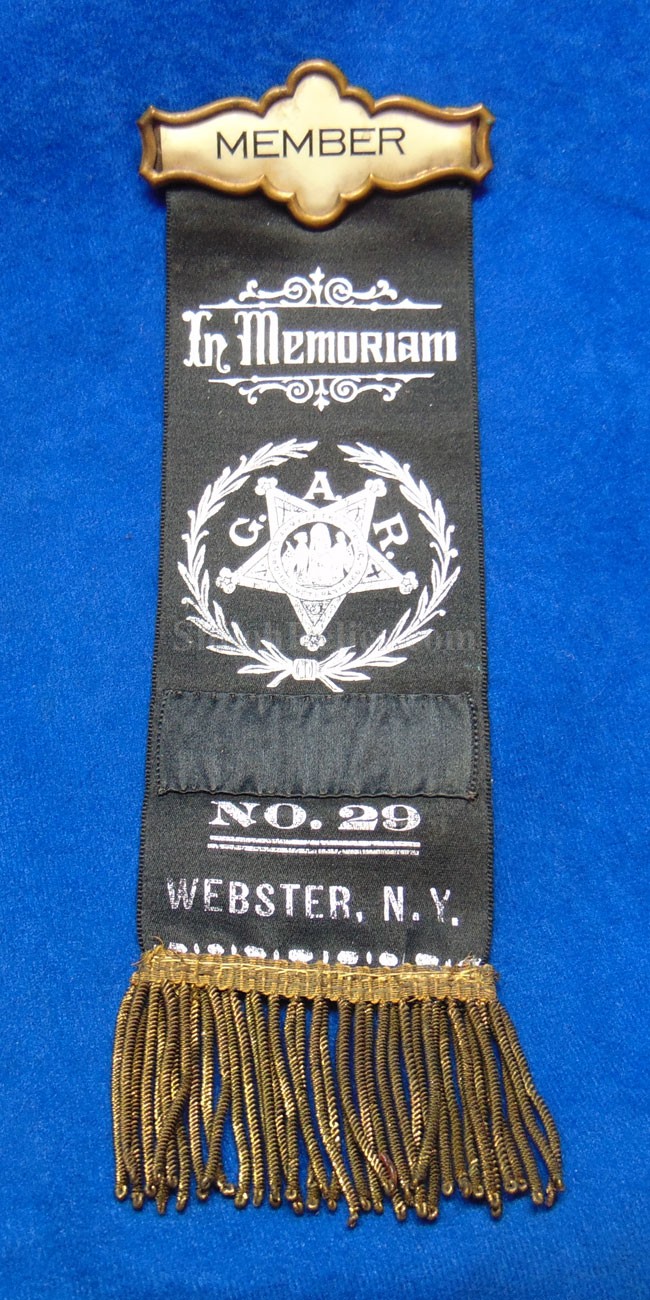 MEMBER
In Memoriam
G. A. R.
NO. 29
WEBSTER, N.Y.